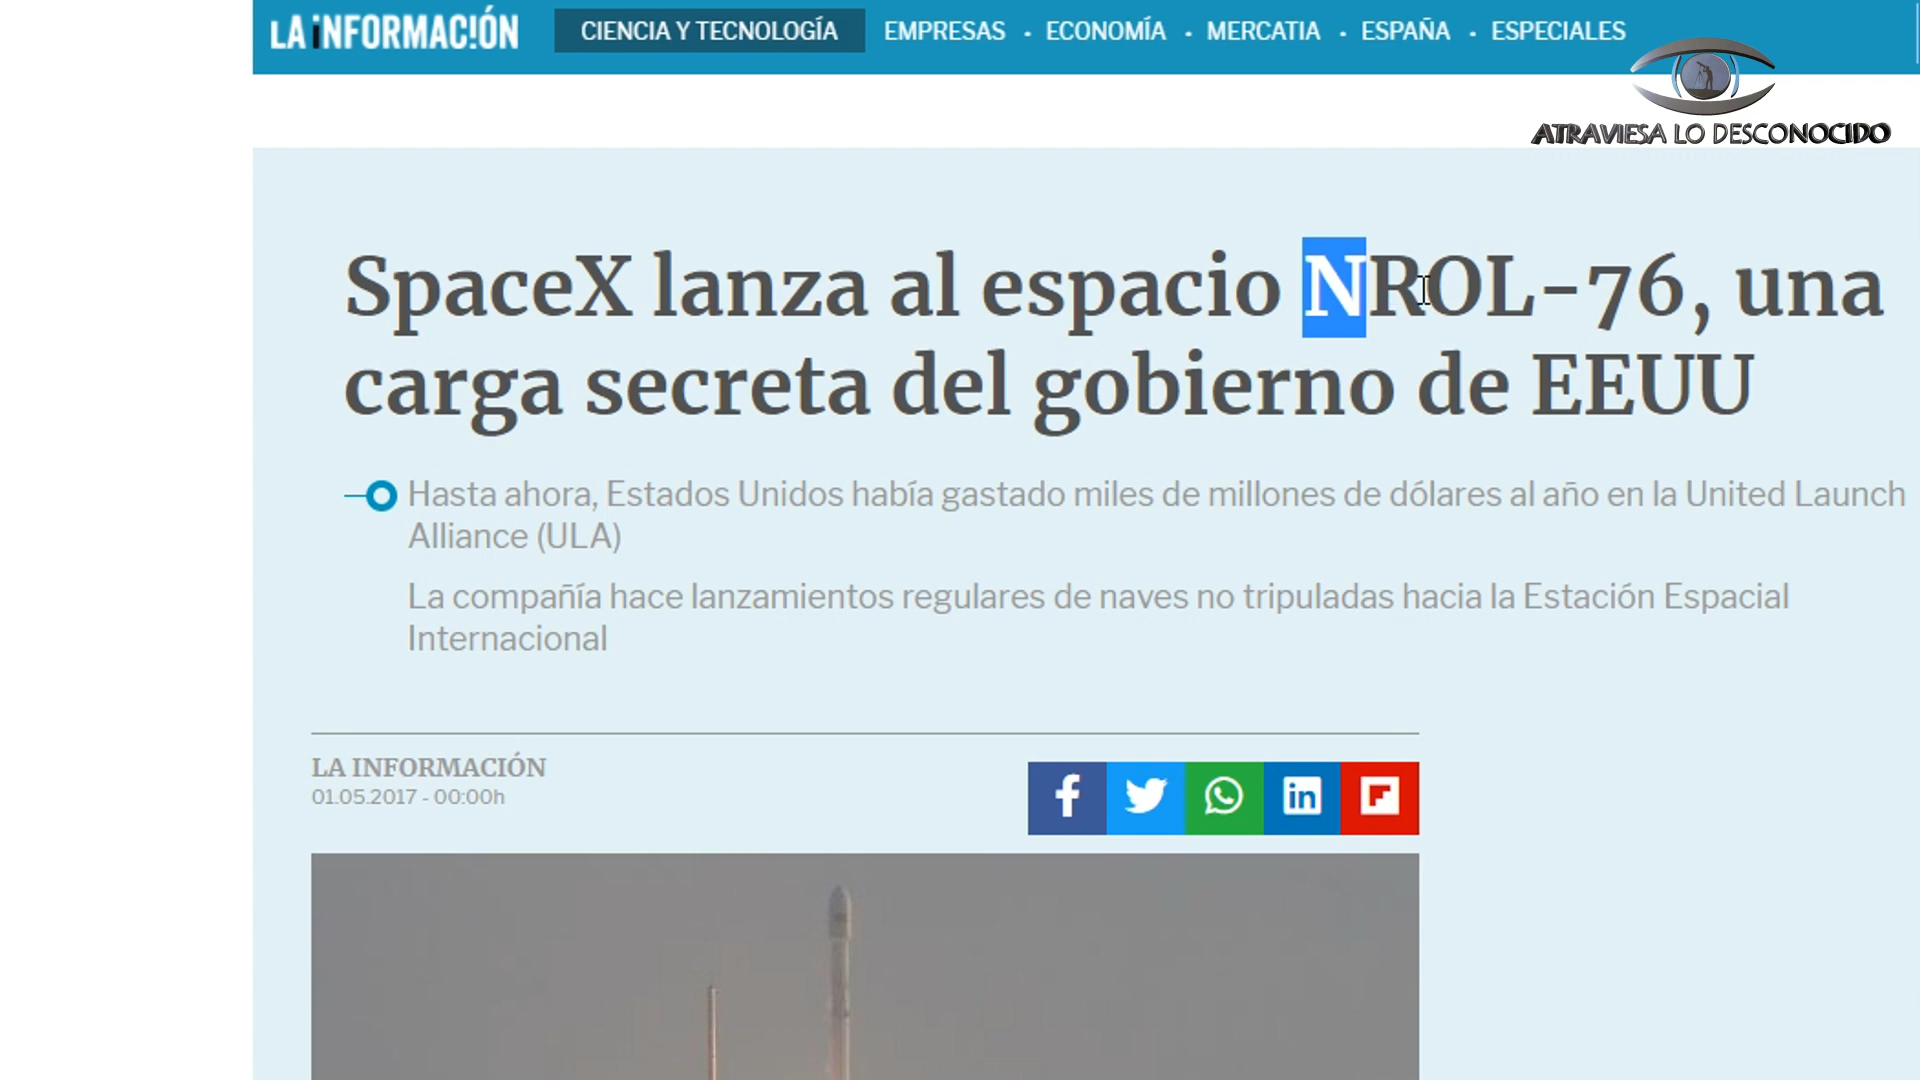 LA iNFORMAC!ÓN CIENCIA Y TECNOLOGÍA EMPRESAS · ECONOMÍA · MERCATIA · ESPAÑA · ESPECIALES
ATRAVIESA LO DESCONOCIDO
SpaceX lanza al espacio NROL-76, una
carga secreta del gobierno de EEUU
Hasta ahora, Estados Unidos había gastado miles de millones de dólares al año en la United Launch
Alliance (ULA)
La compañía hace lanzamientos regulares de naves no tripuladas hacia la Estación Espacial
Internacional
LA INFORMACIÓN
01.05.2017 - 00:00h